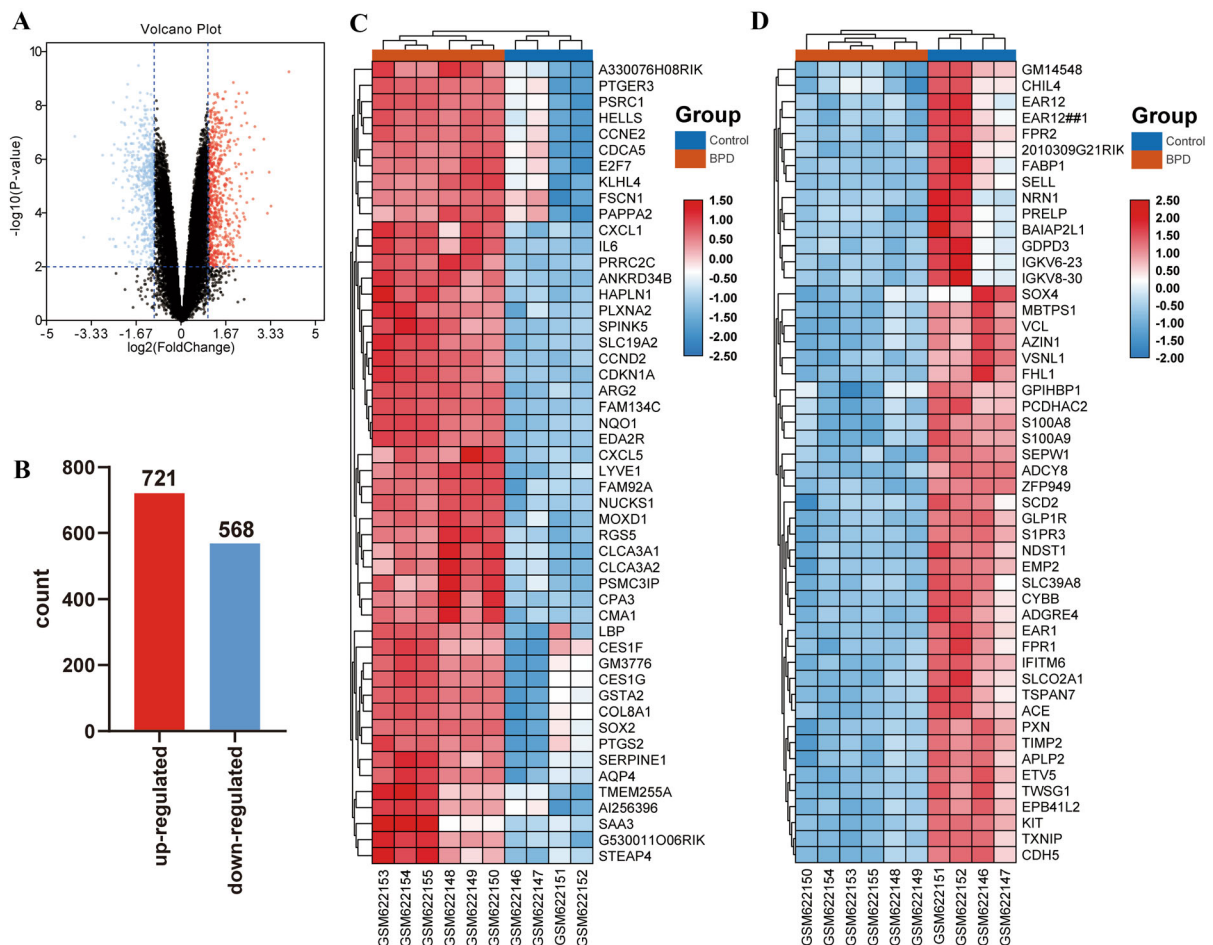 A
Volcano Plot
10
8
6
4
2
0
-log10(P-value)
-5
-3.33
-1.67
0
1.67
3.33
5
log2(FoldChange)
B
800
600
400
200
0
count
721
568
up-regulated
down-regulated
C
A330076H08RIK
PTGER3
PSRC1
HELLS
CCNE2
CDCA5
E2F7
KLHL4
FSCN1
PAPPA2
CXCL1
IL6
PRRC2C
ANKRD34B
HAPLN1
PLXNA2
SPINK5
SLC19A2
CCND2
CDKN1A
ARG2
FAM134C
NQO1
EDA2R
CXCL5
LYVE1
FAM92A
NUCKS1
MOXD1
RGS5
CLCA3A1
CLCA3A2
PSMC3IP
CPA3
CMA1
LBP
CES1F
GM3776
CES1G
GSTA2
COL8A1
SOX2
PTGS2
SERPINE1
AQP4
TMEM255A
AI256396
SAA3
G530011O06RIK
STEAP4
GSM622153
GSM622154
GSM622155
GSM622148
GSM622149
GSM622150
GSM622146
GSM622147
GSM622151
GSM622152
Group
Control
BPD
1.50
1.00
0.50
0.00
-0.50
-1.00
-1.50
-2.00
-2.50
D
GM14548
CHIL4
EAR12
EAR12##1
FPR2
2010309G21RIK
FABP1
SELL
NRN1
PRELP
BAIAP2L1
GDPD3
IGKV6-23
IGKV8-30
SOX4
MBTPS1
VCL
AZIN1
VSNL1
FHL1
GPIHBP1
PCDHAC2
S100A8
S100A9
SEPW1
ADCY8
ZFP949
SCD2
GLP1R
S1PR3
NDST1
EMP2
SLC39A8
CYBB
ADGRE4
EAR1
FPR1
IFITM6
SLCO2A1
TSPAN7
ACE
PXN
TIMP2
APLP2
ETV5
TWSG1
EPB41L2
KIT
TXNIP
CDH5
GSM622150
GSM622154
GSM622153
GSM622155
GSM622148
GSM622149
GSM622151
GSM622152
GSM622146
GSM622147
Group
Control
BPD
2.50
2.00
1.50
1.00
0.50
0.00
-0.50
-1.00
-1.50
-2.00